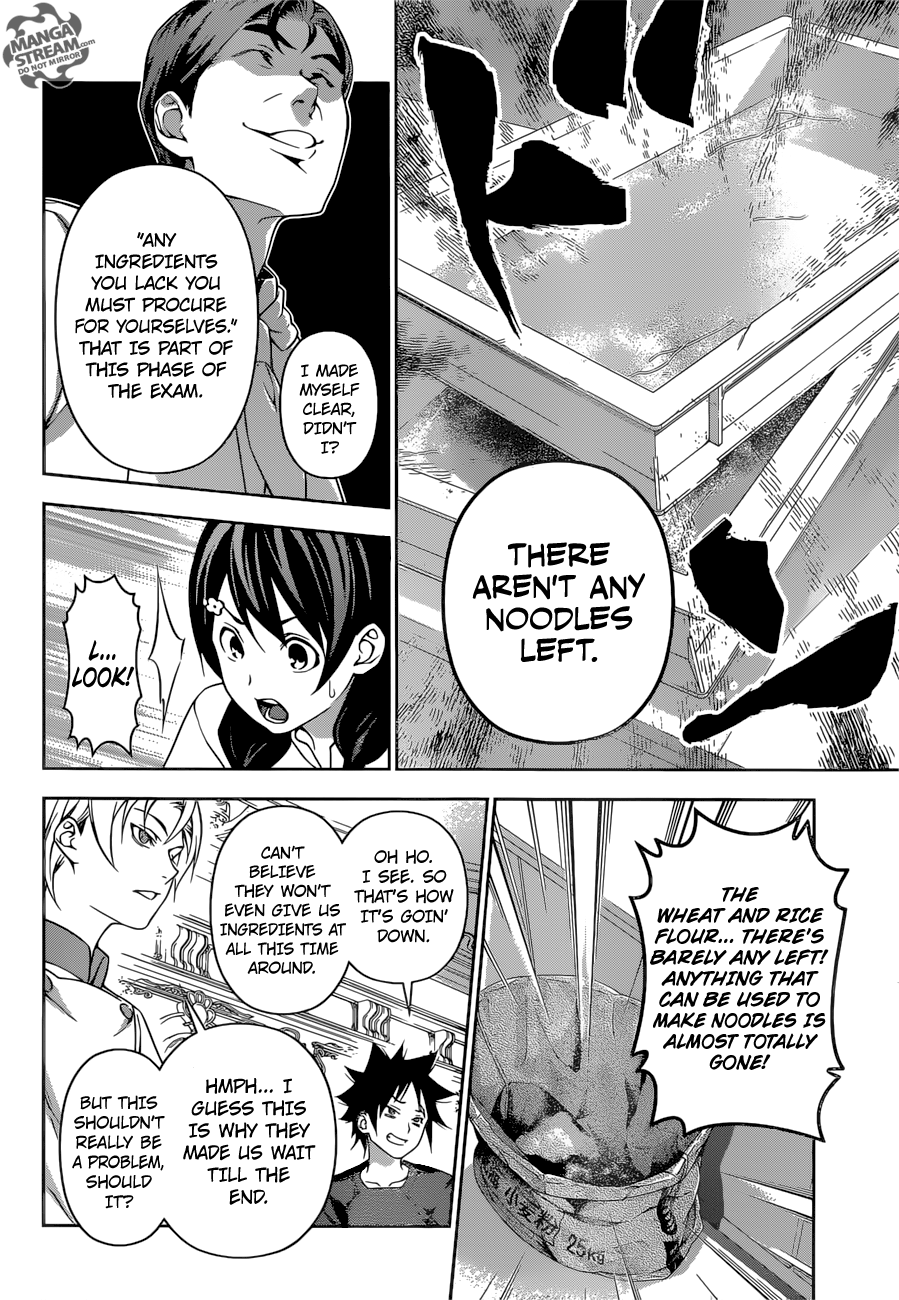 MANGA
STREAM.com
DO NOT MIRROR!
THERE
AREN'T ANY
NOODLES
LEFT.
I MADE
MYSELF
CLEAR,
DIDN'T
I?
"ANY
INGREDIENTS
YOU LACK YOU
MUST PROCURE
FOR YOURSELVES."
THAT IS PART OF
THIS PHASE OF
THE EXAM.
L...
LOOK!
THE
WHEAT AND RICE
FLOUR... THERE'S
BARELY ANY LEFT!
ANYTHING THAT
CAN BE USED TO
MAKE NOODLES IS
ALMOST TOTALLY
GONE!
小麦粉
25kg
OH HO.
I SEE. SO
THAT'S HOW
IT'S GOIN'
DOWN.
CAN'T
BELIEVE
THEY WON'T
EVEN GIVE US
INGREDIENTS AT
ALL THIS TIME
AROUND.
HMPH... I
GUESS THIS
IS WHY THEY
MADE US WAIT
TILL THE
END.
BUT THIS
SHOULDN'T
REALLY BE
A PROBLEM,
SHOULD
IT?